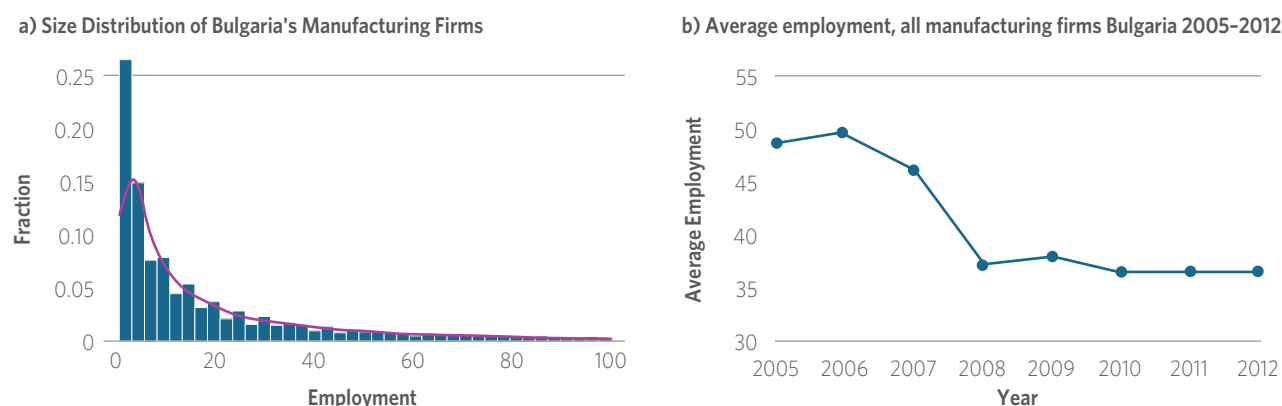 a) Size Distribution of Bulgaria's Manufacturing Firms
0.25
0.20
0.15
0.10
0.05
0
Fraction
0 20 40 60 80 100
Employment
b) Average employment, all manufacturing firms Bulgaria 2005–2012
55
50
45
40
35
30
Average Employment
2005 2006 2007 2008 2009 2010 2011 2012
Year